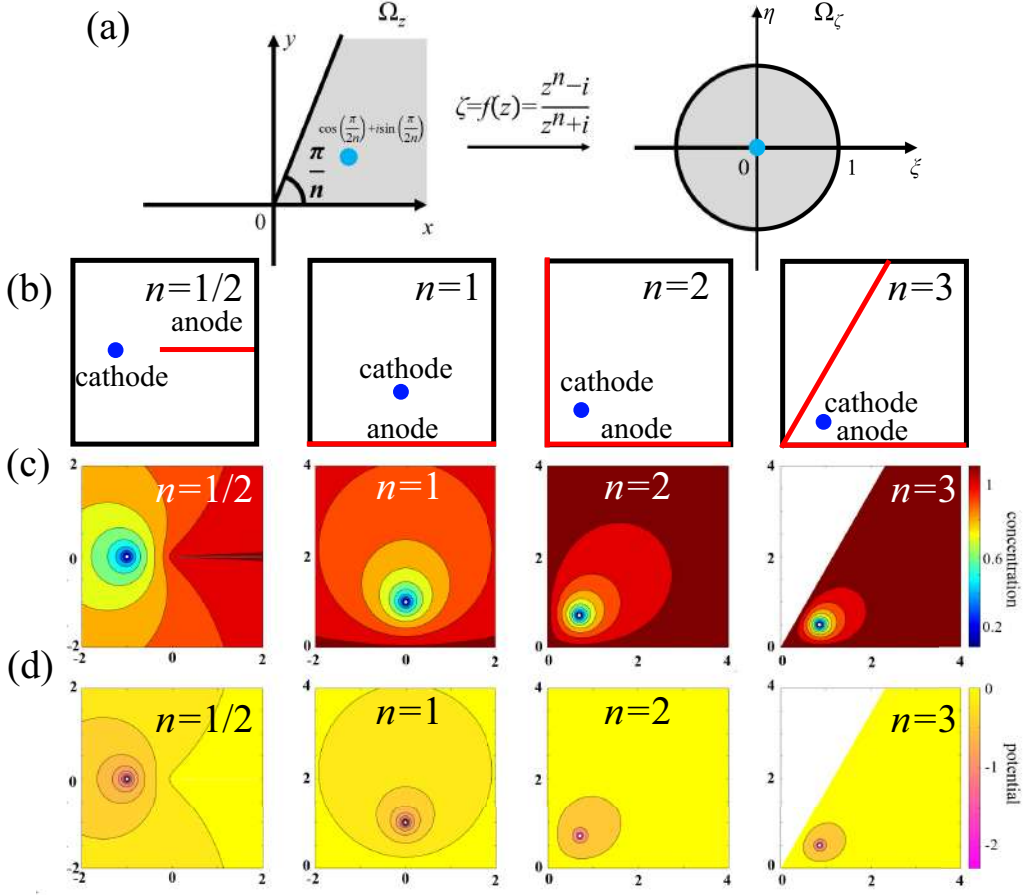 (a)
y
Ω_z
cos(π/2n)+isin(π/2n)
π/n
0
x
ζ=f(z)=(z^n−i)/(z^n+i)
η
Ω_ζ
0
1
ξ
(b)
n=1/2
anode
cathode
n=1
cathode
anode
n=2
cathode
anode
n=3
cathode
anode
(c)
2
0
-2
-2
0
2
n=1/2
4
2
0
-2
0
2
n=1
4
2
0
0
2
4
n=2
4
2
0
0
2
4
n=3
1
0.6
0.2
concentration
(d)
2
0
-2
-2
0
2
n=1/2
4
2
0
-2
0
2
n=1
4
2
0
0
2
4
n=2
4
2
0
0
2
4
n=3
0
-1
-2
potential